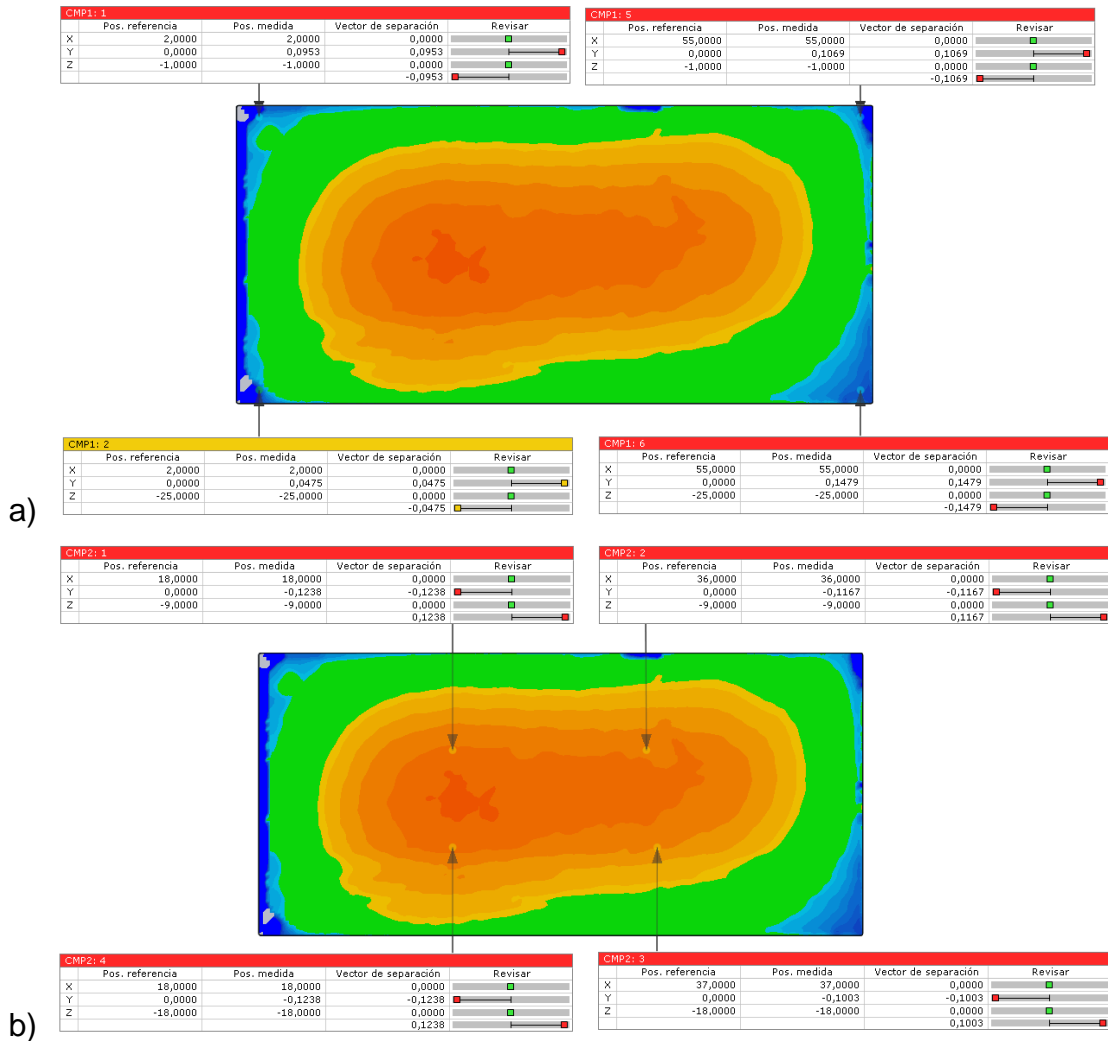 CMP1: 1
Pos. referencia Pos. medida Vector de separación Revisar
X 2,0000 2,0000 0,0000
Y 0,0000 0,0953 0,0953
Z -1,0000 -1,0000 0,0000
-0,0953
CMP1: 5
Pos. referencia Pos. medida Vector de separación Revisar
X 55,0000 55,0000 0,0000
Y 0,0000 0,1069 0,1069
Z -1,0000 -1,0000 0,0000
-0,1069
CMP1: 2
Pos. referencia Pos. medida Vector de separación Revisar
X 2,0000 2,0000 0,0000
Y 0,0000 0,0475 0,0475
Z -25,0000 -25,0000 0,0000
-0,0475
CMP1: 6
Pos. referencia Pos. medida Vector de separación Revisar
X 55,0000 55,0000 0,0000
Y 0,0000 0,1479 0,1479
Z -25,0000 -25,0000 0,0000
-0,1479
a)
CMP2: 1
Pos. referencia Pos. medida Vector de separación Revisar
X 18,0000 18,0000 0,0000
Y 0,0000 -0,1238 -0,1238
Z -9,0000 -9,0000 0,0000
0,1238
CMP2: 2
Pos. referencia Pos. medida Vector de separación Revisar
X 36,0000 36,0000 0,0000
Y 0,0000 -0,1167 -0,1167
Z -9,0000 -9,0000 0,0000
0,1167
CMP2: 4
Pos. referencia Pos. medida Vector de separación Revisar
X 18,0000 18,0000 0,0000
Y 0,0000 -0,1238 -0,1238
Z -18,0000 -18,0000 0,0000
0,1238
CMP2: 3
Pos. referencia Pos. medida Vector de separación Revisar
X 37,0000 37,0000 0,0000
Y 0,0000 -0,1003 -0,1003
Z -18,0000 -18,0000 0,0000
0,1003
b)